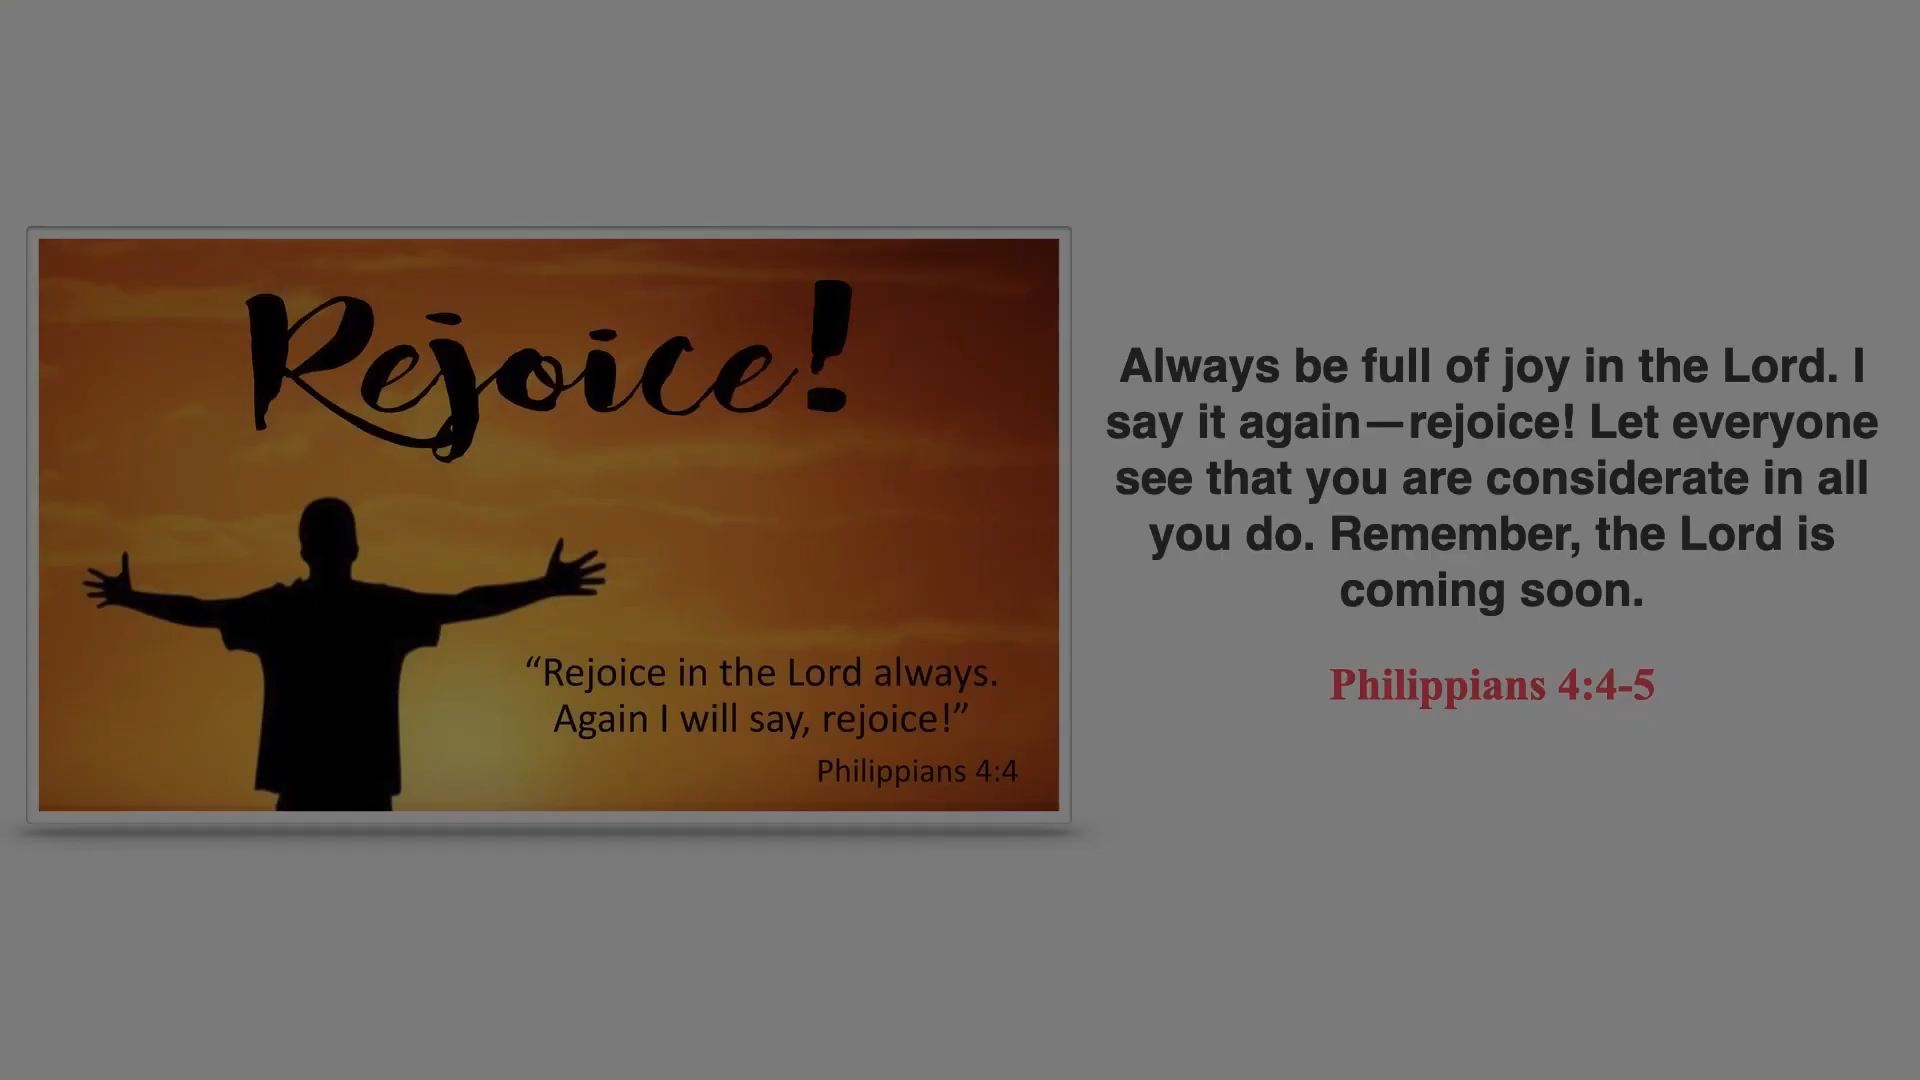 Rejoice!
“Rejoice in the Lord always.
Again I will say, rejoice!”
Philippians 4:4
Always be full of joy in the Lord. I
say it again—rejoice! Let everyone
see that you are considerate in all
you do. Remember, the Lord is
coming soon.
Philippians 4:4-5